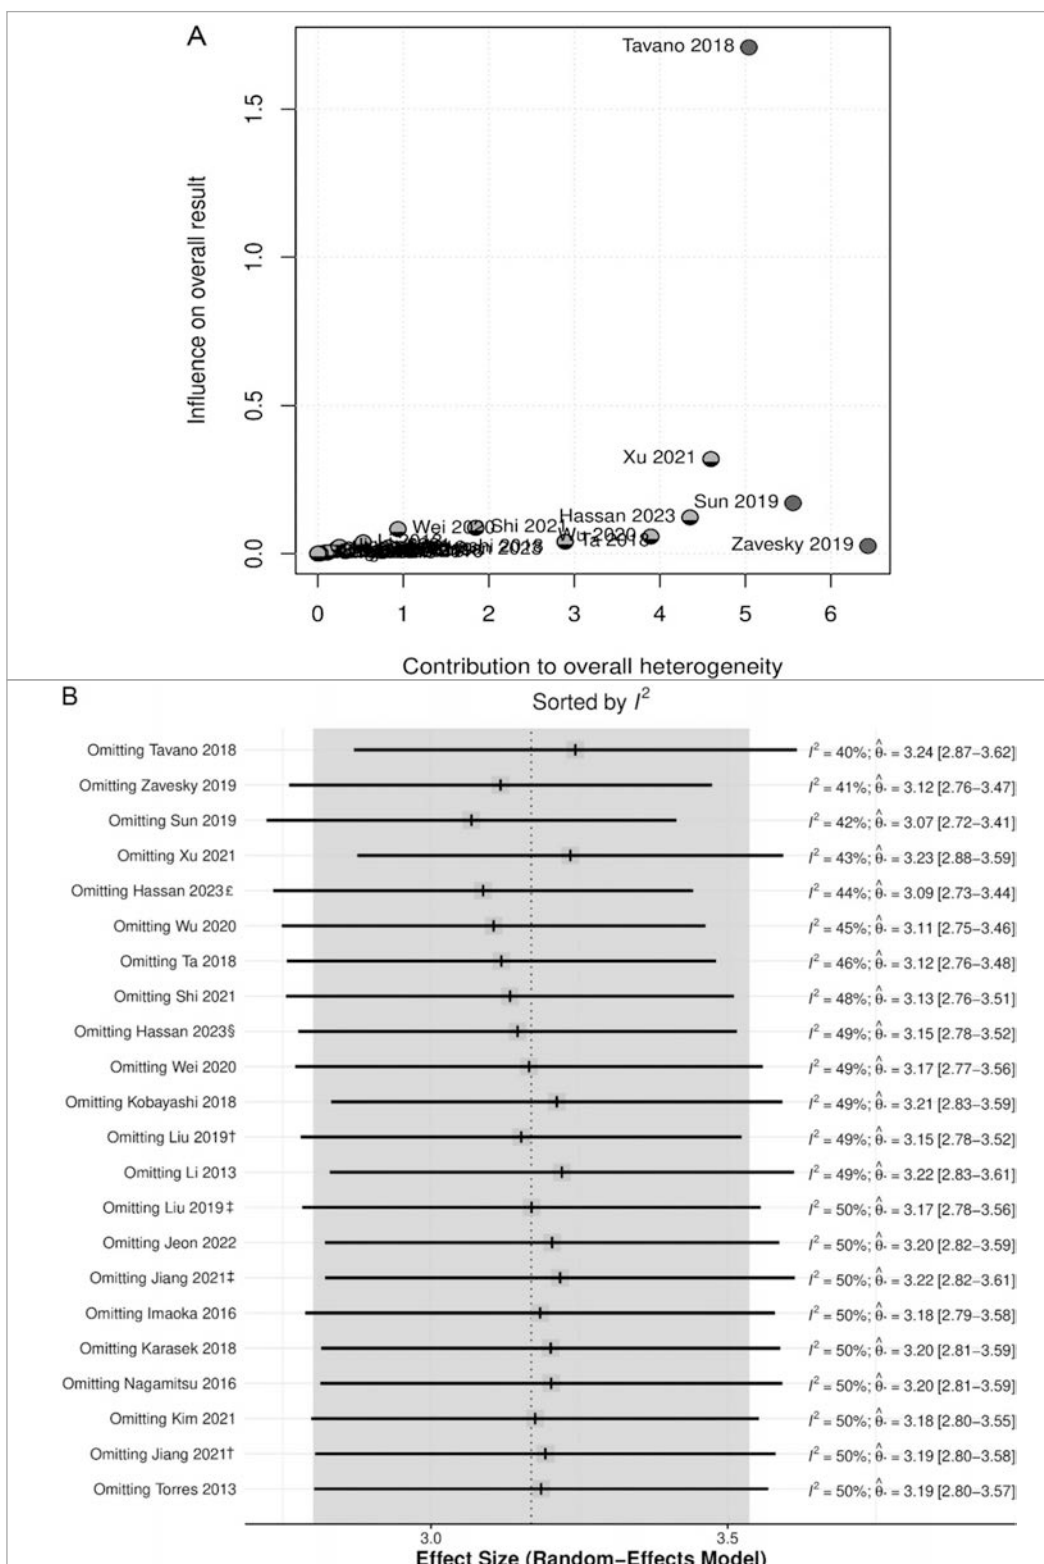 A
Tavano 2018
1.5
1.0
0.5
0.0
Influence on overall result
Xu 2021
Sun 2019
Hassan 2023
Wei 2020
Shi 2021
Wu 2020
Ta 2018
Zavesky 2019
Li 2013
0 1 2 3 4 5 6
Contribution to overall heterogeneity
B
Sorted by I²
Omitting Tavano 2018 I² = 40%; θ̂* = 3.24 [2.87−3.62]
Omitting Zavesky 2019 I² = 41%; θ̂* = 3.12 [2.76−3.47]
Omitting Sun 2019 I² = 42%; θ̂* = 3.07 [2.72−3.41]
Omitting Xu 2021 I² = 43%; θ̂* = 3.23 [2.88−3.59]
Omitting Hassan 2023£ I² = 44%; θ̂* = 3.09 [2.73−3.44]
Omitting Wu 2020 I² = 45%; θ̂* = 3.11 [2.75−3.46]
Omitting Ta 2018 I² = 46%; θ̂* = 3.12 [2.76−3.48]
Omitting Shi 2021 I² = 48%; θ̂* = 3.13 [2.76−3.51]
Omitting Hassan 2023§ I² = 49%; θ̂* = 3.15 [2.78−3.52]
Omitting Wei 2020 I² = 49%; θ̂* = 3.17 [2.77−3.56]
Omitting Kobayashi 2018 I² = 49%; θ̂* = 3.21 [2.83−3.59]
Omitting Liu 2019† I² = 49%; θ̂* = 3.15 [2.78−3.52]
Omitting Li 2013 I² = 49%; θ̂* = 3.22 [2.83−3.61]
Omitting Liu 2019‡ I² = 50%; θ̂* = 3.17 [2.78−3.56]
Omitting Jeon 2022 I² = 50%; θ̂* = 3.20 [2.82−3.59]
Omitting Jiang 2021‡ I² = 50%; θ̂* = 3.22 [2.82−3.61]
Omitting Imaoka 2016 I² = 50%; θ̂* = 3.18 [2.79−3.58]
Omitting Karasek 2018 I² = 50%; θ̂* = 3.20 [2.81−3.59]
Omitting Nagamitsu 2016 I² = 50%; θ̂* = 3.20 [2.81−3.59]
Omitting Kim 2021 I² = 50%; θ̂* = 3.18 [2.80−3.55]
Omitting Jiang 2021† I² = 50%; θ̂* = 3.19 [2.80−3.58]
Omitting Torres 2013 I² = 50%; θ̂* = 3.19 [2.80−3.57]
3.0 3.5
Effect Size (Random−Effects Model)